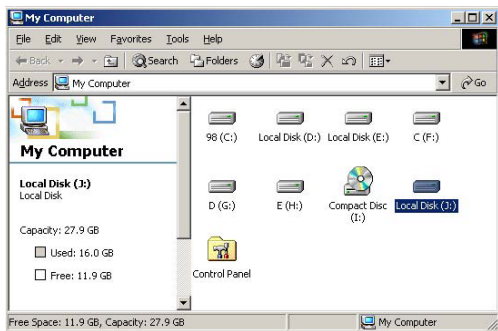 My Computer
File Edit View Favorites Tools Help
Back Search Folders
Address My Computer Go
My Computer
Local Disk (J:)
Local Disk
Capacity: 27.9 GB
Used: 16.0 GB
Free: 11.9 GB
98 (C:) Local Disk (D:) Local Disk (E:) C (F:)
D (G:) E (H:) Compact Disc (I:) Local Disk (J:)
Control Panel
Free Space: 11.9 GB, Capacity: 27.9 GB My Computer